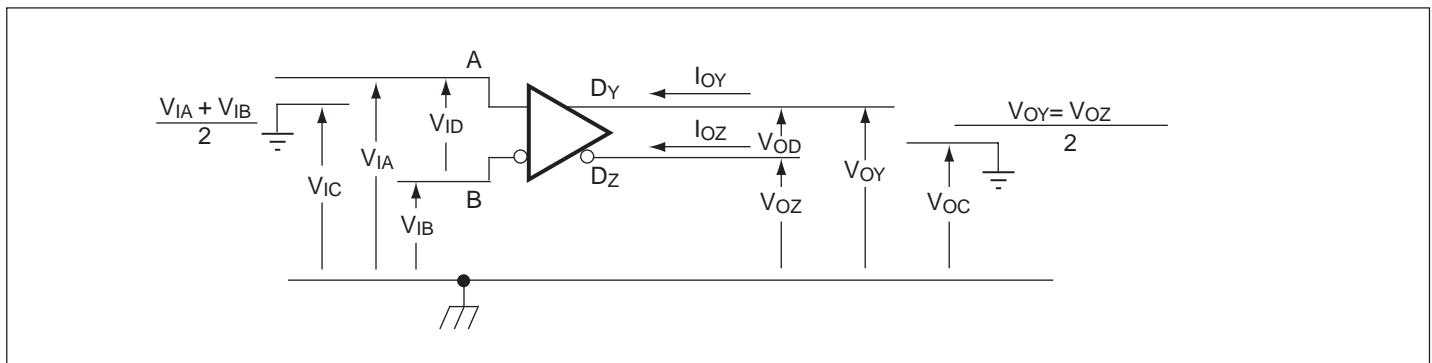 A
V_IA + V_IB
2
V_IC
V_IA
V_ID
B
V_IB
D_Y
D_Z
I_OY
I_OZ
V_OD
V_OZ
V_OY
V_OC
V_OY= V_OZ
2